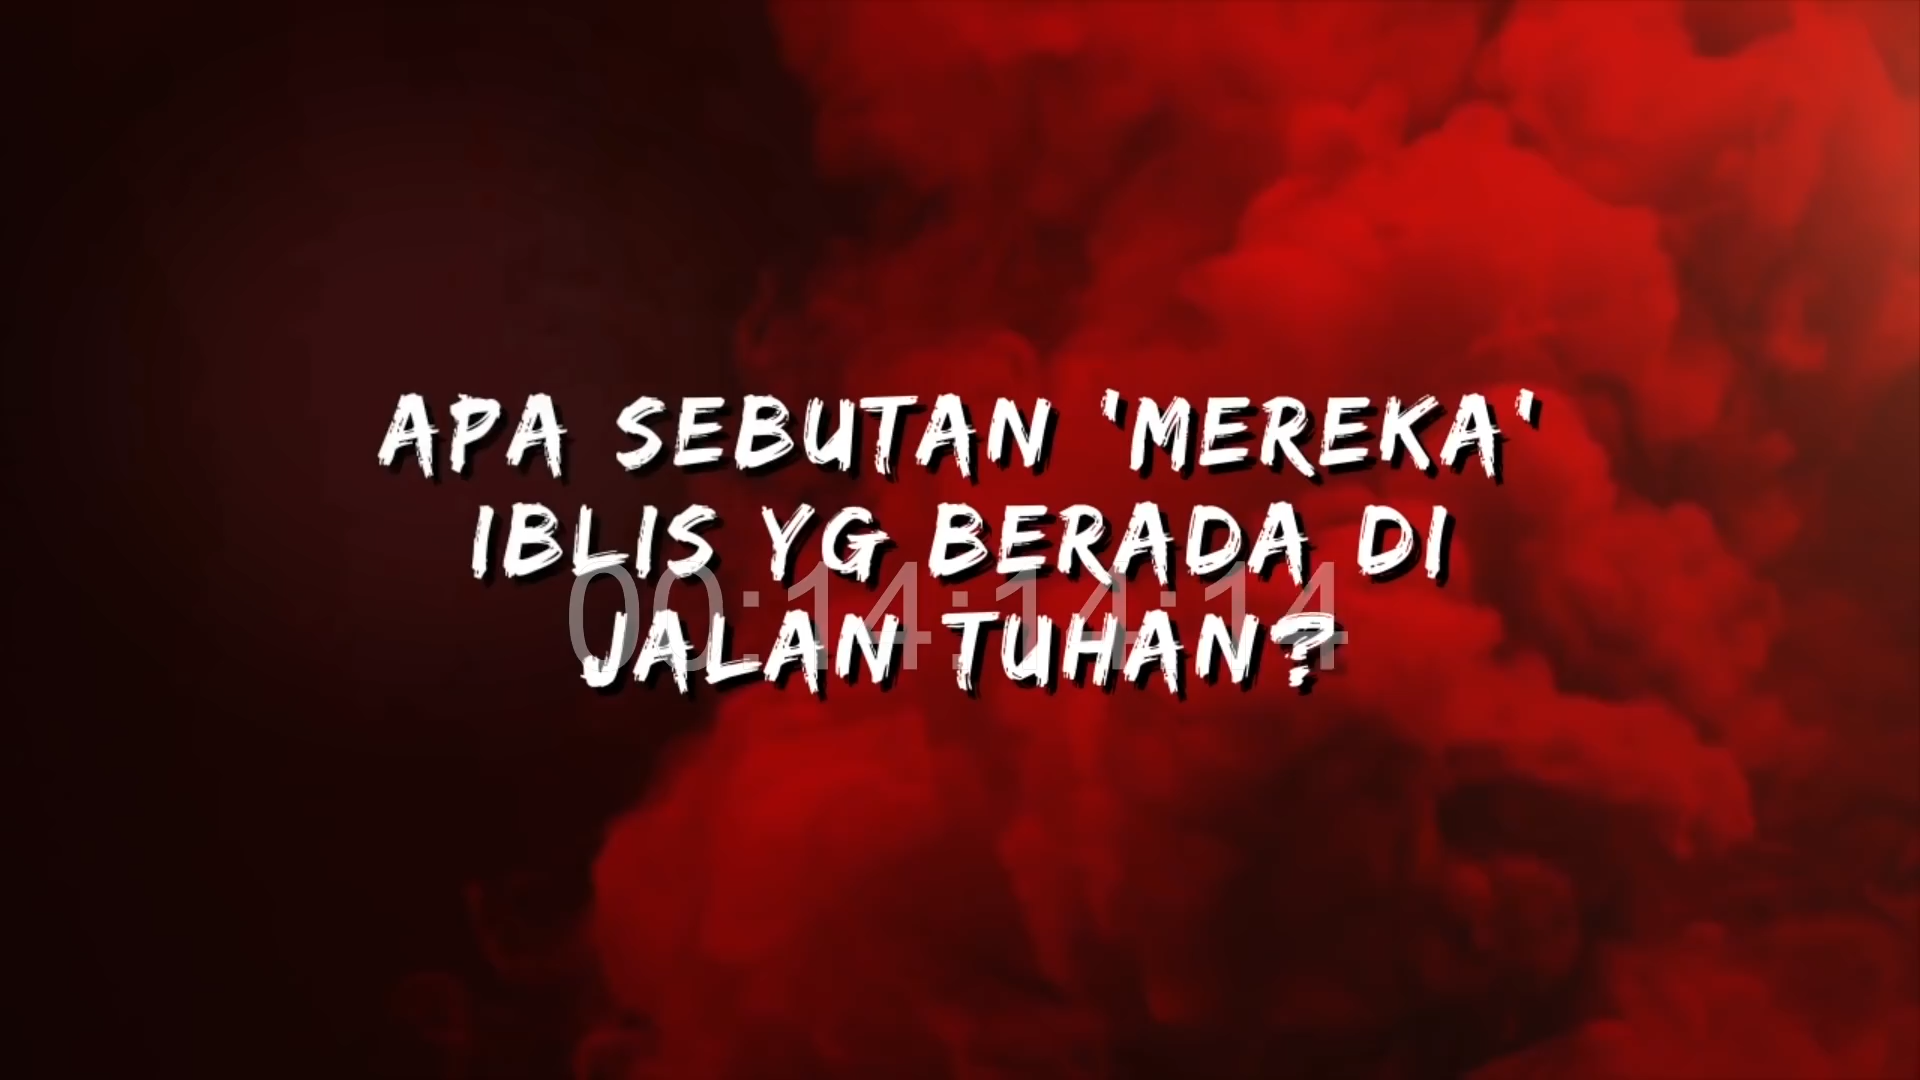 APA SEBUTAN 'MEREKA'
IBLIS YG BERADA DI
JALAN TUHAN?
00:14:14:14